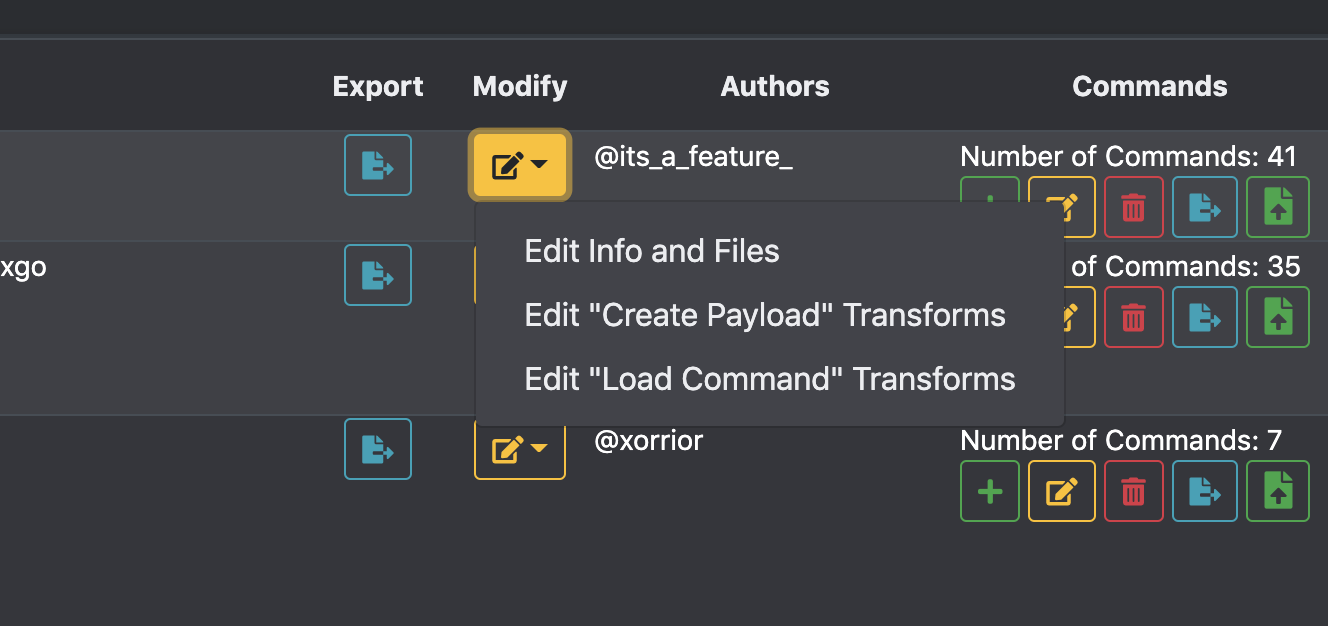 Export Modify Authors Commands
@its_a_feature_ Number of Commands: 41
Edit Info and Files
xgo of Commands: 35
Edit "Create Payload" Transforms
Edit "Load Command" Transforms
@xorrior Number of Commands: 7